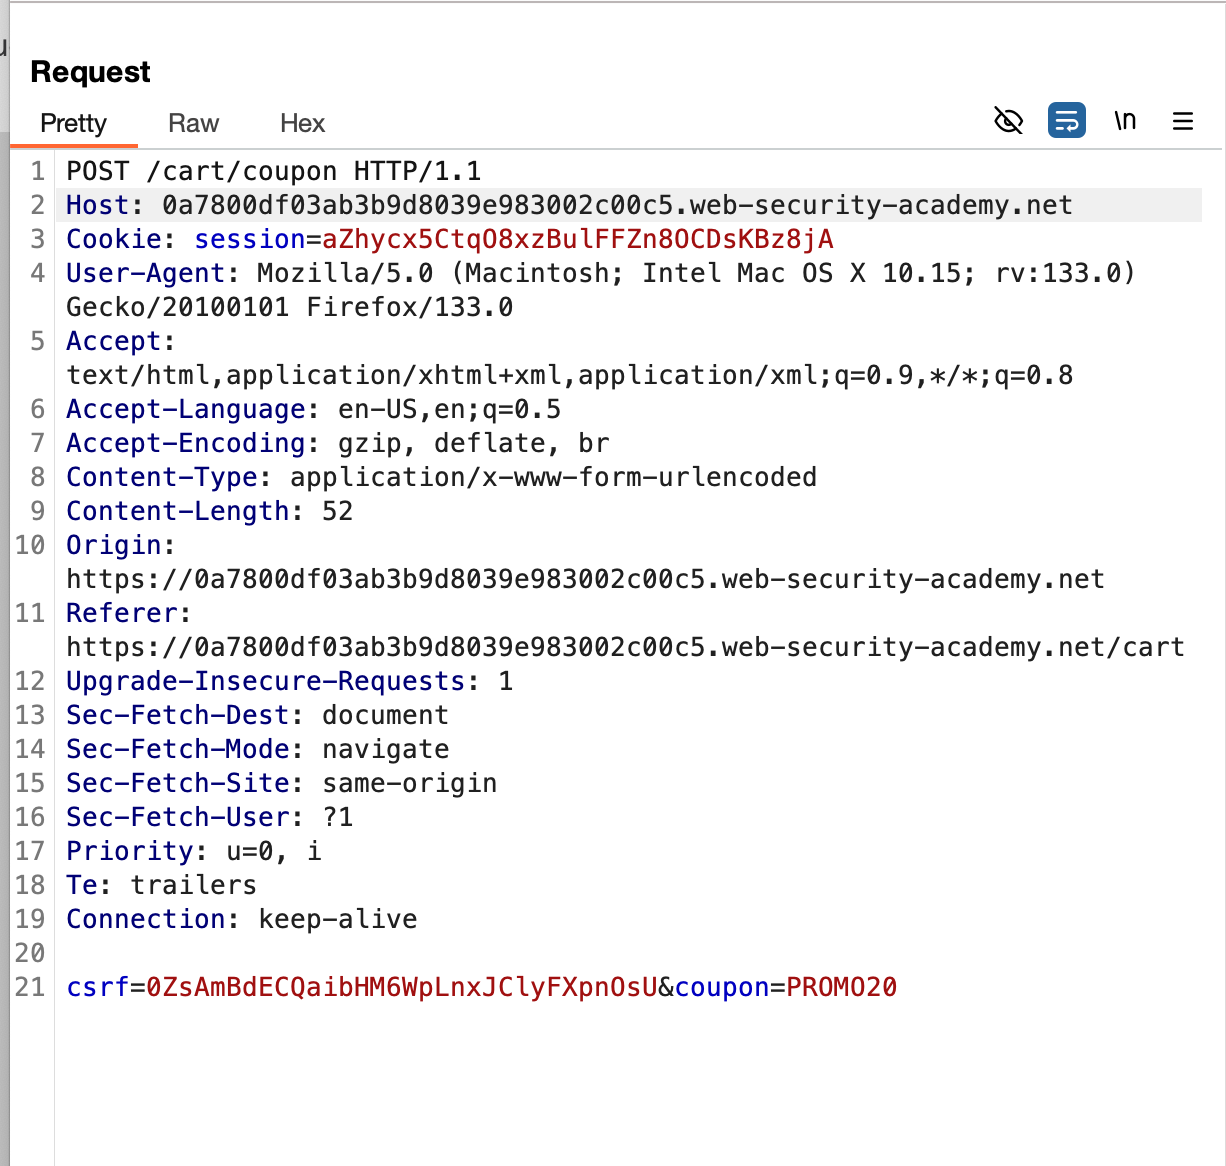 Request
Pretty Raw Hex
\n
1 POST /cart/coupon HTTP/1.1
2 Host: 0a7800df03ab3b9d8039e983002c00c5.web-security-academy.net
3 Cookie: session=aZhycx5CtqO8xzBulFFZn8OCDsKBz8jA
4 User-Agent: Mozilla/5.0 (Macintosh; Intel Mac OS X 10.15; rv:133.0)
Gecko/20100101 Firefox/133.0
5 Accept:
text/html,application/xhtml+xml,application/xml;q=0.9,*/*;q=0.8
6 Accept-Language: en-US,en;q=0.5
7 Accept-Encoding: gzip, deflate, br
8 Content-Type: application/x-www-form-urlencoded
9 Content-Length: 52
10 Origin:
https://0a7800df03ab3b9d8039e983002c00c5.web-security-academy.net
11 Referer:
https://0a7800df03ab3b9d8039e983002c00c5.web-security-academy.net/cart
12 Upgrade-Insecure-Requests: 1
13 Sec-Fetch-Dest: document
14 Sec-Fetch-Mode: navigate
15 Sec-Fetch-Site: same-origin
16 Sec-Fetch-User: ?1
17 Priority: u=0, i
18 Te: trailers
19 Connection: keep-alive
20
21 csrf=0ZsAmBdECQaibHM6WpLnxJClyFXpnOsU&coupon=PROMO20